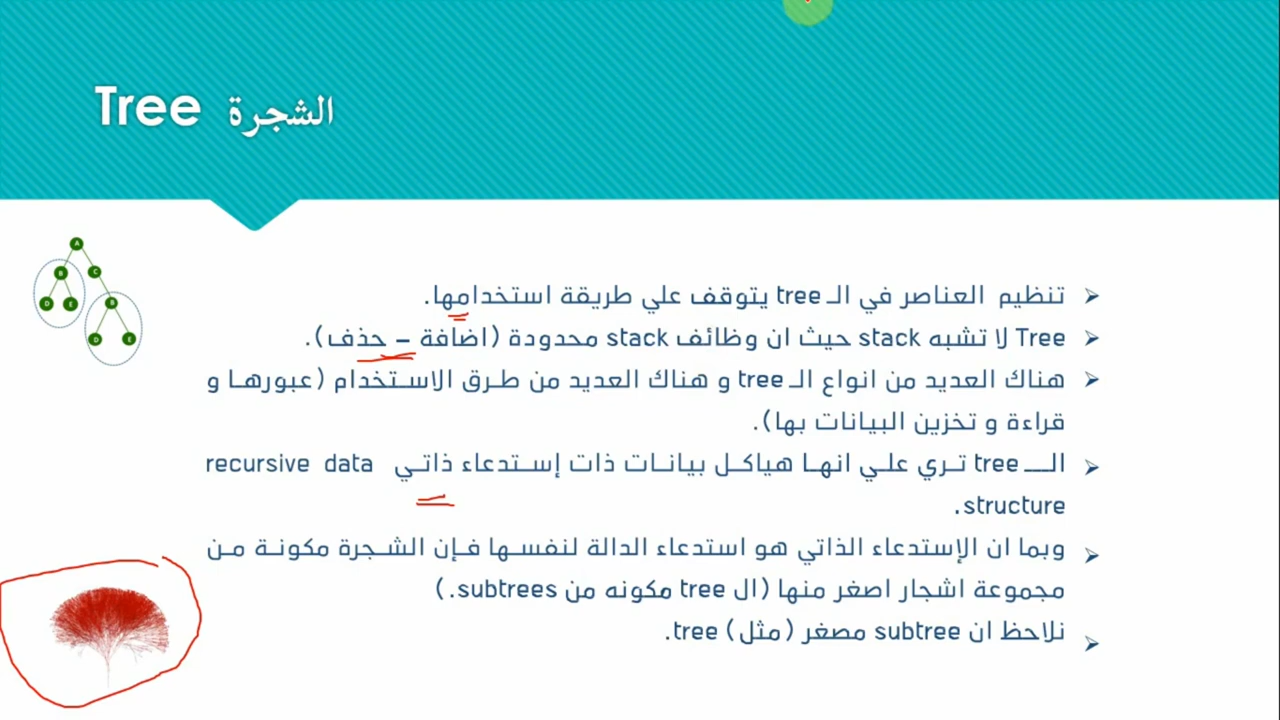 الشجرة Tree
A
B
C
D
E
B
D
E
تنظيم العناصر في الـ tree يتوقف علي طريقة استخدامها.
Tree لا تشبه stack حيث ان وظائف stack محدودة (اضافة – حذف).
هناك العديد من انواع الـ tree و هناك العديد من طرق الاستخدام (عبورها و
قراءة و تخزين البيانات بها).
الـــ tree تري علي انها هياكل بيانات ذات إستدعاء ذاتي recursive data
structure.
وبما ان الإستدعاء الذاتي هو استدعاء الدالة لنفسها فإن الشجرة مكونة من
مجموعة اشجار اصغر منها (ال tree مكونه من subtrees.)
نلاحظ ان subtree مصغر (مثل) tree.